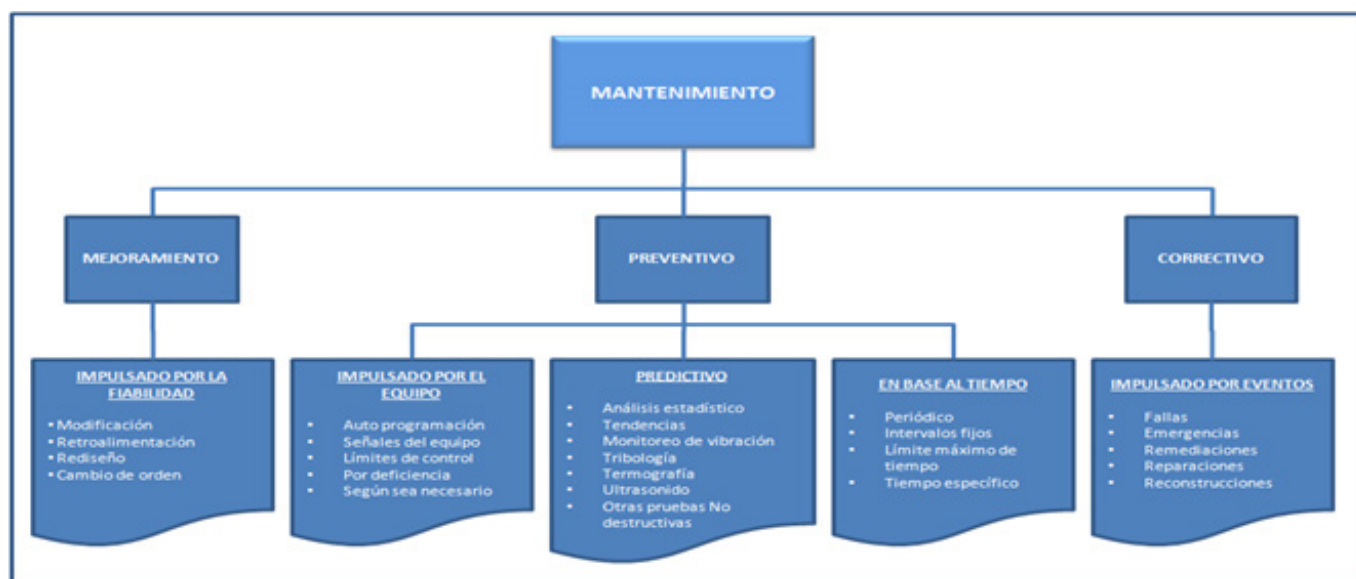 MANTENIMIENTO
MEJORAMIENTO
PREVENTIVO
CORRECTIVO
IMPULSADO POR LA
FIABILIDAD
▪ Modificación
▪ Retroalimentación
▪ Rediseño
▪ Cambio de orden
IMPULSADO POR EL
EQUIPO
▪ Auto programación
▪ Señales del equipo
▪ Límites de control
▪ Por deficiencia
▪ Según sea necesario
PREDICTIVO
▪ Análisis estadístico
▪ Tendencias
▪ Monitoreo de vibración
▪ Tribología
▪ Termografía
▪ Ultrasonido
▪ Otras pruebas No
destructivas
EN BASE AL TIEMPO
▪ Periódico
▪ Intervalos fijos
▪ Límite máximo de
tiempo
▪ Tiempo específico
IMPULSADO POR EVENTOS
▪ Fallas
▪ Emergencias
▪ Remediaciones
▪ Reparaciones
▪ Reconstrucciones